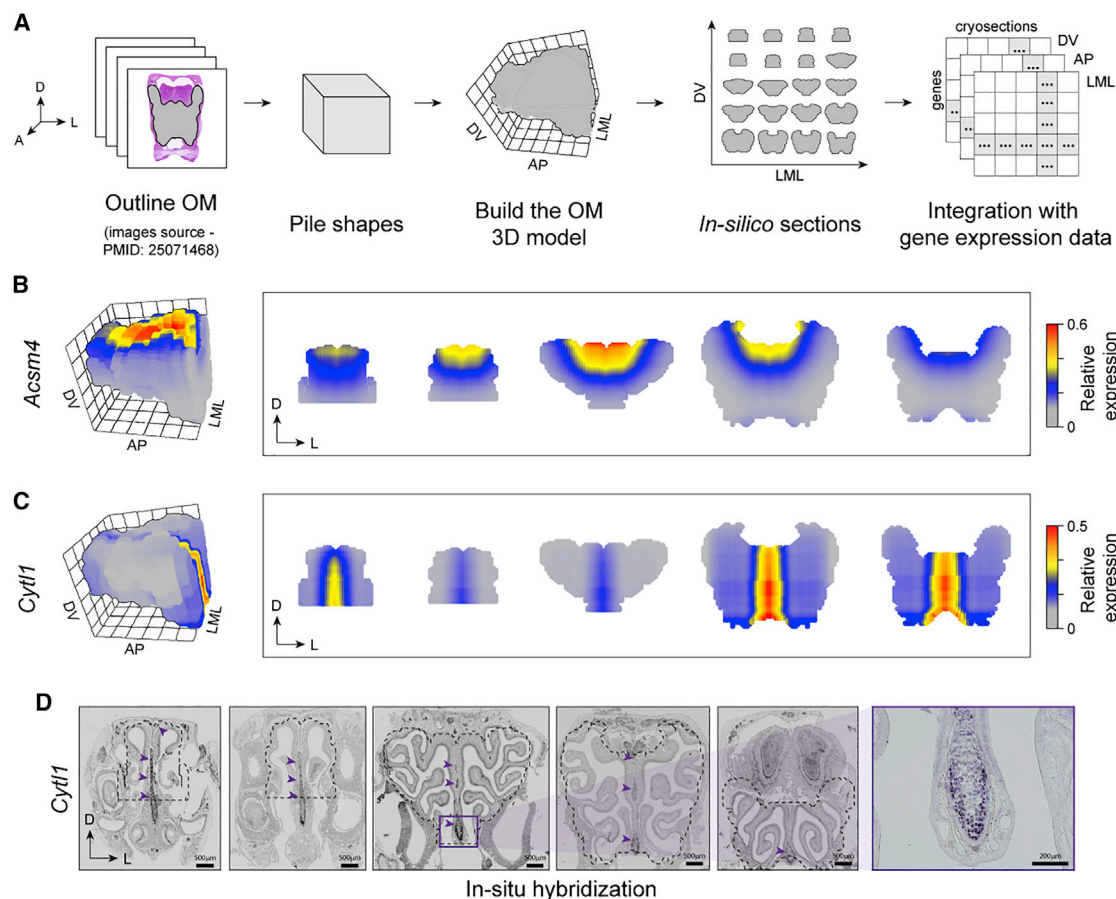 A
D
L
A
Outline OM
(images source -
PMID: 25071468)
Pile shapes
DV
AP
LML
Build the OM
3D model
DV
LML
In-silico sections
cryosections
DV
AP
LML
genes
...
...
...
...
...
... ... ... ... ...
...
Integration with
gene expression data
B
Acsm4
DV
AP
LML
D
L
0.6
0
Relative
expression
C
Cytl1
DV
AP
LML
D
L
0.5
0
Relative
expression
D
Cytl1
D
L
500µm
500µm
500µm
500µm
500µm
200µm
In-situ hybridization